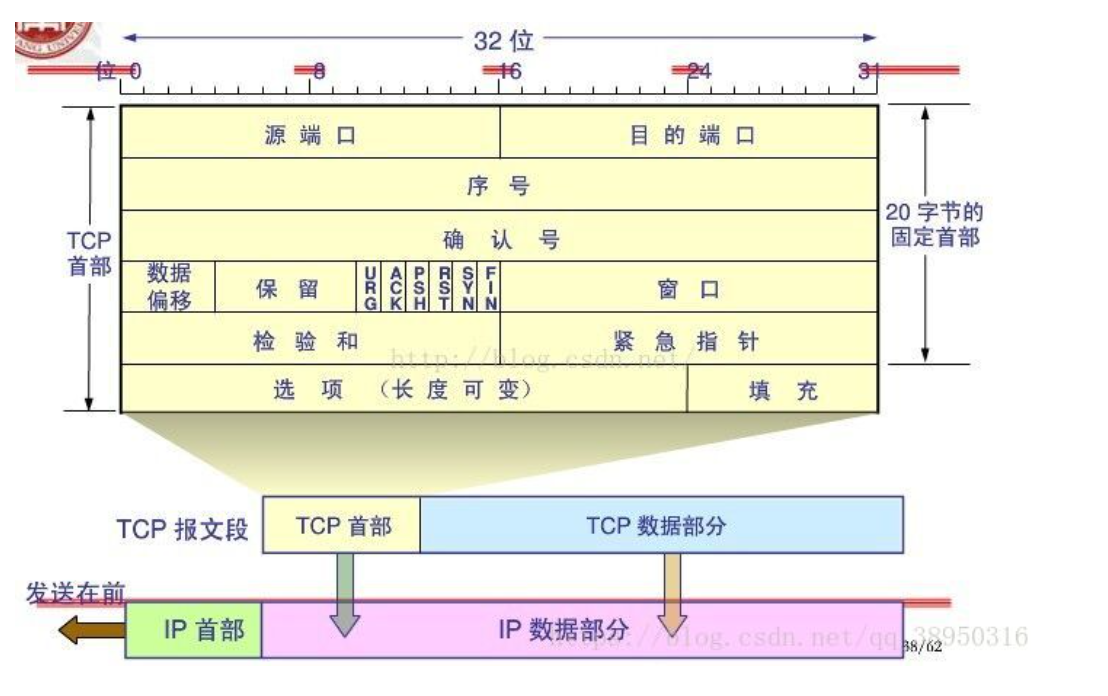 ANG UNIVER
32 位
位 0 8 16 24 31
源 端 口 目 的 端 口
序 号
20 字节的
固定首部
TCP
首部
确 认 号
数据
偏移
保 留
URG ACK PSH RST SYN FIN
窗 口
检 验 和 紧 急 指 针
http://blog.csdn.net/
选 项 （长 度 可 变） 填 充
TCP 报文段 TCP 首部 TCP 数据部分
发送在前
IP 首部 IP 数据部分
https://blog.csdn.net/qq_38950316
38/62